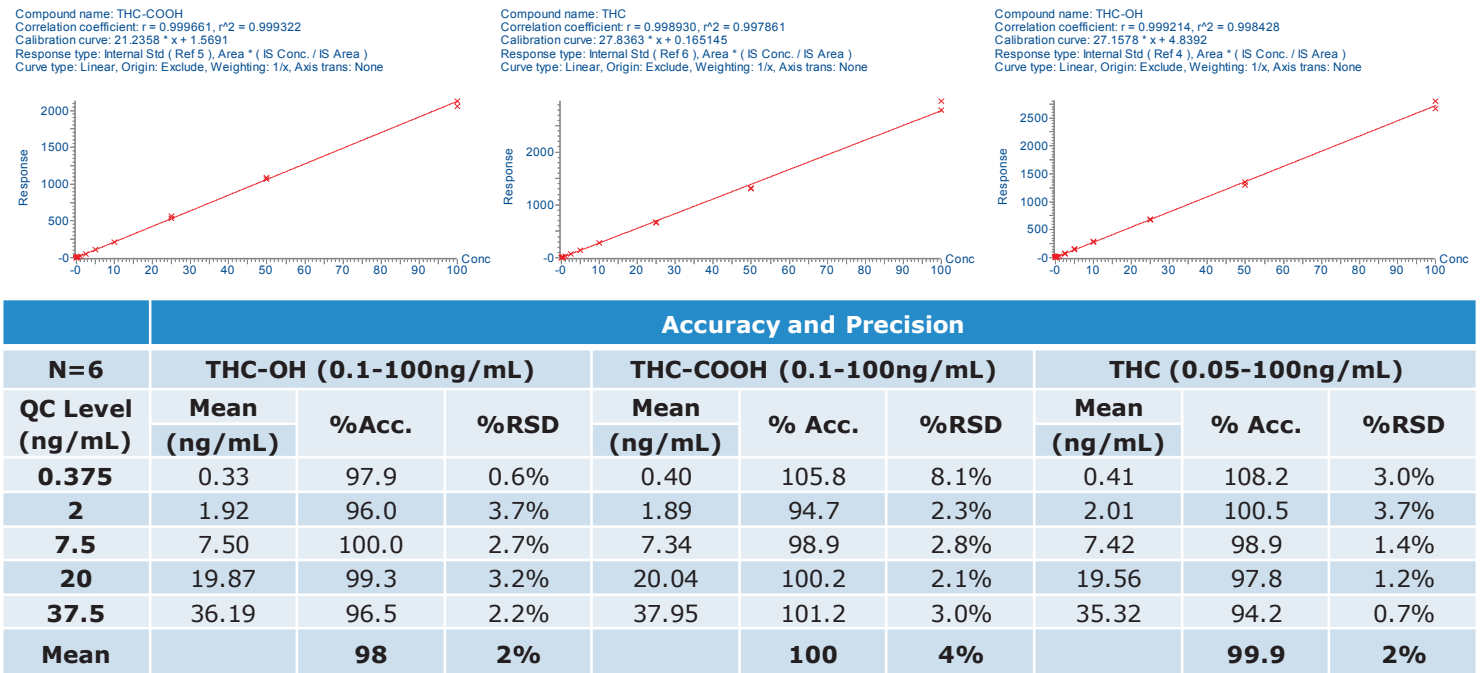 Compound name: THC-COOH
Correlation coefficient: r = 0.999661, r^2 = 0.999322
Calibration curve: 21.2358 * x + 1.5691
Response type: Internal Std ( Ref 5 ), Area * ( IS Conc. / IS Area )
Curve type: Linear, Origin: Exclude, Weighting: 1/x, Axis trans: None
Response
2000
1500
1000
500
-0
-0 10 20 30 40 50 60 70 80 90 100
Conc
Compound name: THC
Correlation coefficient: r = 0.998930, r^2 = 0.997861
Calibration curve: 27.8363 * x + 0.165145
Response type: Internal Std ( Ref 6 ), Area * ( IS Conc. / IS Area )
Curve type: Linear, Origin: Exclude, Weighting: 1/x, Axis trans: None
Response
2000
1000
-0
-0 10 20 30 40 50 60 70 80 90 100
Conc
Compound name: THC-OH
Correlation coefficient: r = 0.999214, r^2 = 0.998428
Calibration curve: 27.1578 * x + 4.8392
Response type: Internal Std ( Ref 4 ), Area * ( IS Conc. / IS Area )
Curve type: Linear, Origin: Exclude, Weighting: 1/x, Axis trans: None
Response
2500
2000
1500
1000
500
-0
-0 10 20 30 40 50 60 70 80 90 100
Conc
Accuracy and Precision
N=6 THC-OH (0.1-100ng/mL) THC-COOH (0.1-100ng/mL) THC (0.05-100ng/mL)
QC Level (ng/mL) Mean (ng/mL) %Acc. %RSD Mean (ng/mL) % Acc. %RSD Mean (ng/mL) % Acc. %RSD
0.375 0.33 97.9 0.6% 0.40 105.8 8.1% 0.41 108.2 3.0%
2 1.92 96.0 3.7% 1.89 94.7 2.3% 2.01 100.5 3.7%
7.5 7.50 100.0 2.7% 7.34 98.9 2.8% 7.42 98.9 1.4%
20 19.87 99.3 3.2% 20.04 100.2 2.1% 19.56 97.8 1.2%
37.5 36.19 96.5 2.2% 37.95 101.2 3.0% 35.32 94.2 0.7%
Mean 98 2% 100 4% 99.9 2%